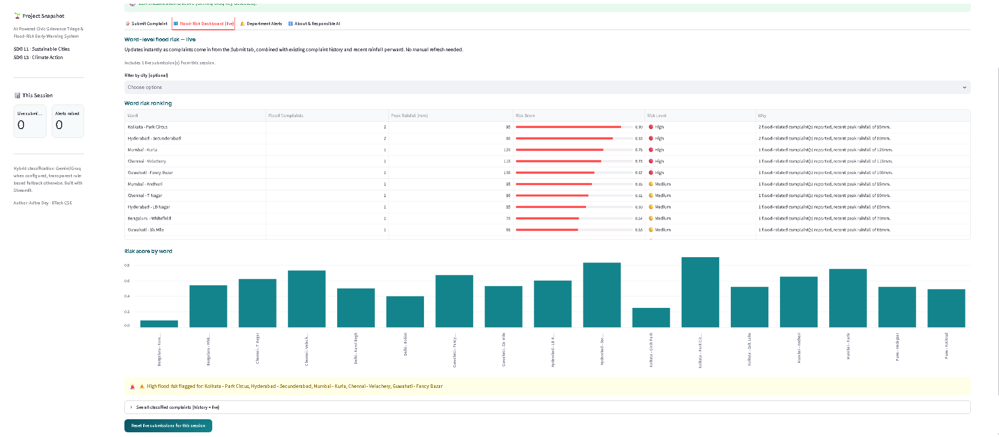 Project Snapshot
AI-Powered Civic Grievance Triage &
Flood-Risk Early-Warning System
SDG 11 · Sustainable Cities
SDG 13 · Climate Action
This Session
Live submi...
Alerts raised
0
0
Hybrid classification: Gemini/Groq
when configured, transparent rule-
based fallback otherwise. Built with
Streamlit.
Author: Aritra Dey · BTech CSE
Submit Complaint
Flood-Risk Dashboard (live)
Department Alerts
About & Responsible AI
Ward-level flood risk — live
Updates instantly as complaints come in from the Submit tab, combined with existing complaint history and recent rainfall per ward. No manual refresh needed.
Includes 1 live submission(s) from this session.
Filter by city (optional)
Choose options
Ward risk ranking
Ward Flood Complaints Peak Rainfall (mm) Risk Score Risk Level Why
Kolkata - Park Circus 2 95 0.90 High 2 flood-related complaint(s) reported, recent peak rainfall of 95mm.
Hyderabad - Secunderabad 2 80 0.83 High 2 flood-related complaint(s) reported, recent peak rainfall of 80mm.
Mumbai - Kurla 1 120 0.75 High 1 flood-related complaint(s) reported, recent peak rainfall of 120mm.
Chennai - Velachery 1 115 0.73 High 1 flood-related complaint(s) reported, recent peak rainfall of 115mm.
Guwahati - Fancy Bazar 1 100 0.67 High 1 flood-related complaint(s) reported, recent peak rainfall of 100mm.
Mumbai - Andheri 1 95 0.65 Medium 1 flood-related complaint(s) reported, recent peak rainfall of 95mm.
Chennai - T Nagar 1 90 0.62 Medium 1 flood-related complaint(s) reported, recent peak rainfall of 90mm.
Hyderabad - LB Nagar 1 85 0.60 Medium 1 flood-related complaint(s) reported, recent peak rainfall of 85mm.
Bengaluru - Whitefield 1 70 0.54 Medium 1 flood-related complaint(s) reported, recent peak rainfall of 70mm.
Guwahati - Six Mile 1 68 0.53 Medium 1 flood-related complaint(s) reported, recent peak rainfall of 68mm.
Risk score by ward
0.8
0.6
0.4
0.2
0.0
Bengaluru - Kora...
Bengaluru - Whit...
Chennai - T Nagar
Chennai - Velach...
Delhi - Karol Bagh
Delhi - Rohini
Guwahati - Fancy...
Guwahati - Six Mile
Hyderabad - LB N...
Hyderabad - Sec...
Kolkata - Girish Park
Kolkata - Park Cir...
Kolkata - Salt Lake
Mumbai - Andheri
Mumbai - Kurla
Pune - Hadapsar
Pune - Kothrud
High flood risk flagged for: Kolkata - Park Circus, Hyderabad - Secunderabad, Mumbai - Kurla, Chennai - Velachery, Guwahati - Fancy Bazar
See all classified complaints (history + live)
Reset live submissions for this session